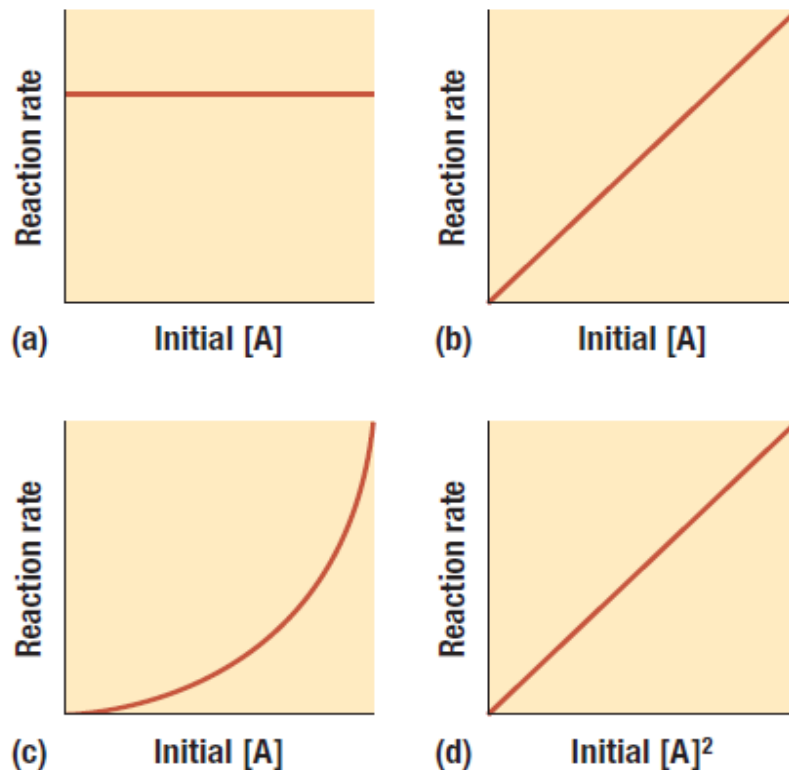 Reaction rate
(a) Initial [A]
Reaction rate
(b) Initial [A]
Reaction rate
(c) Initial [A]
Reaction rate
(d) Initial [A]²